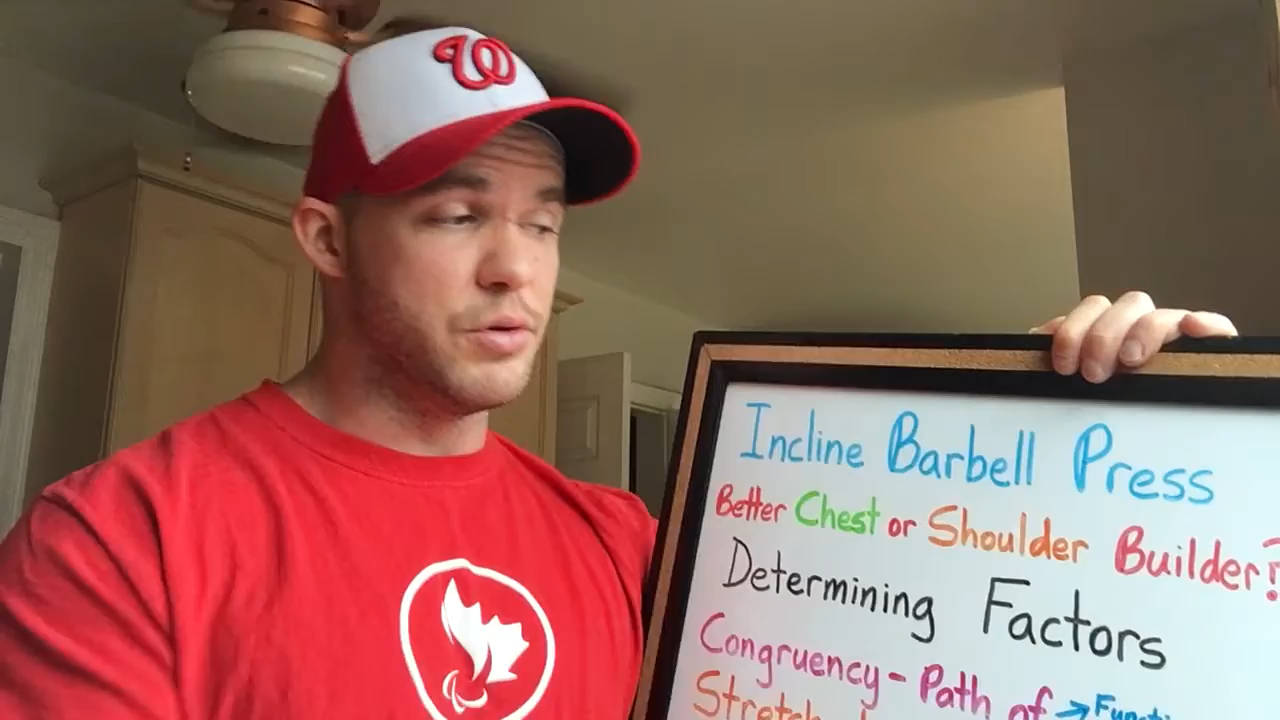 W
Incline Barbell Press
Better Chest or Shoulder Builder?
Determining Factors
Congruency - Path of →